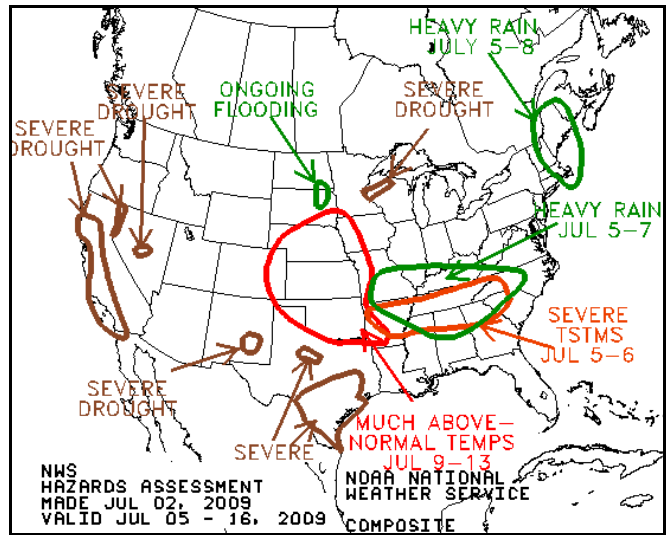 HEAVY RAIN
JULY 5-8
SEVERE
DROUGHT
ONGOING
FLOODING
SEVERE
DROUGHT
SEVERE
DROUGHT
HEAVY RAIN
JUL 5-7
SEVERE
TSTMS
JUL 5-6
SEVERE
DROUGHT
SEVERE
MUCH ABOVE-
NORMAL TEMPS
JUL 9-13
NWS
HAZARDS ASSESSMENT
MADE JUL 02, 2009
VALID JUL 05 - 16, 2009
NOAA NATIONAL
WEATHER SERVICE
COMPOSITE